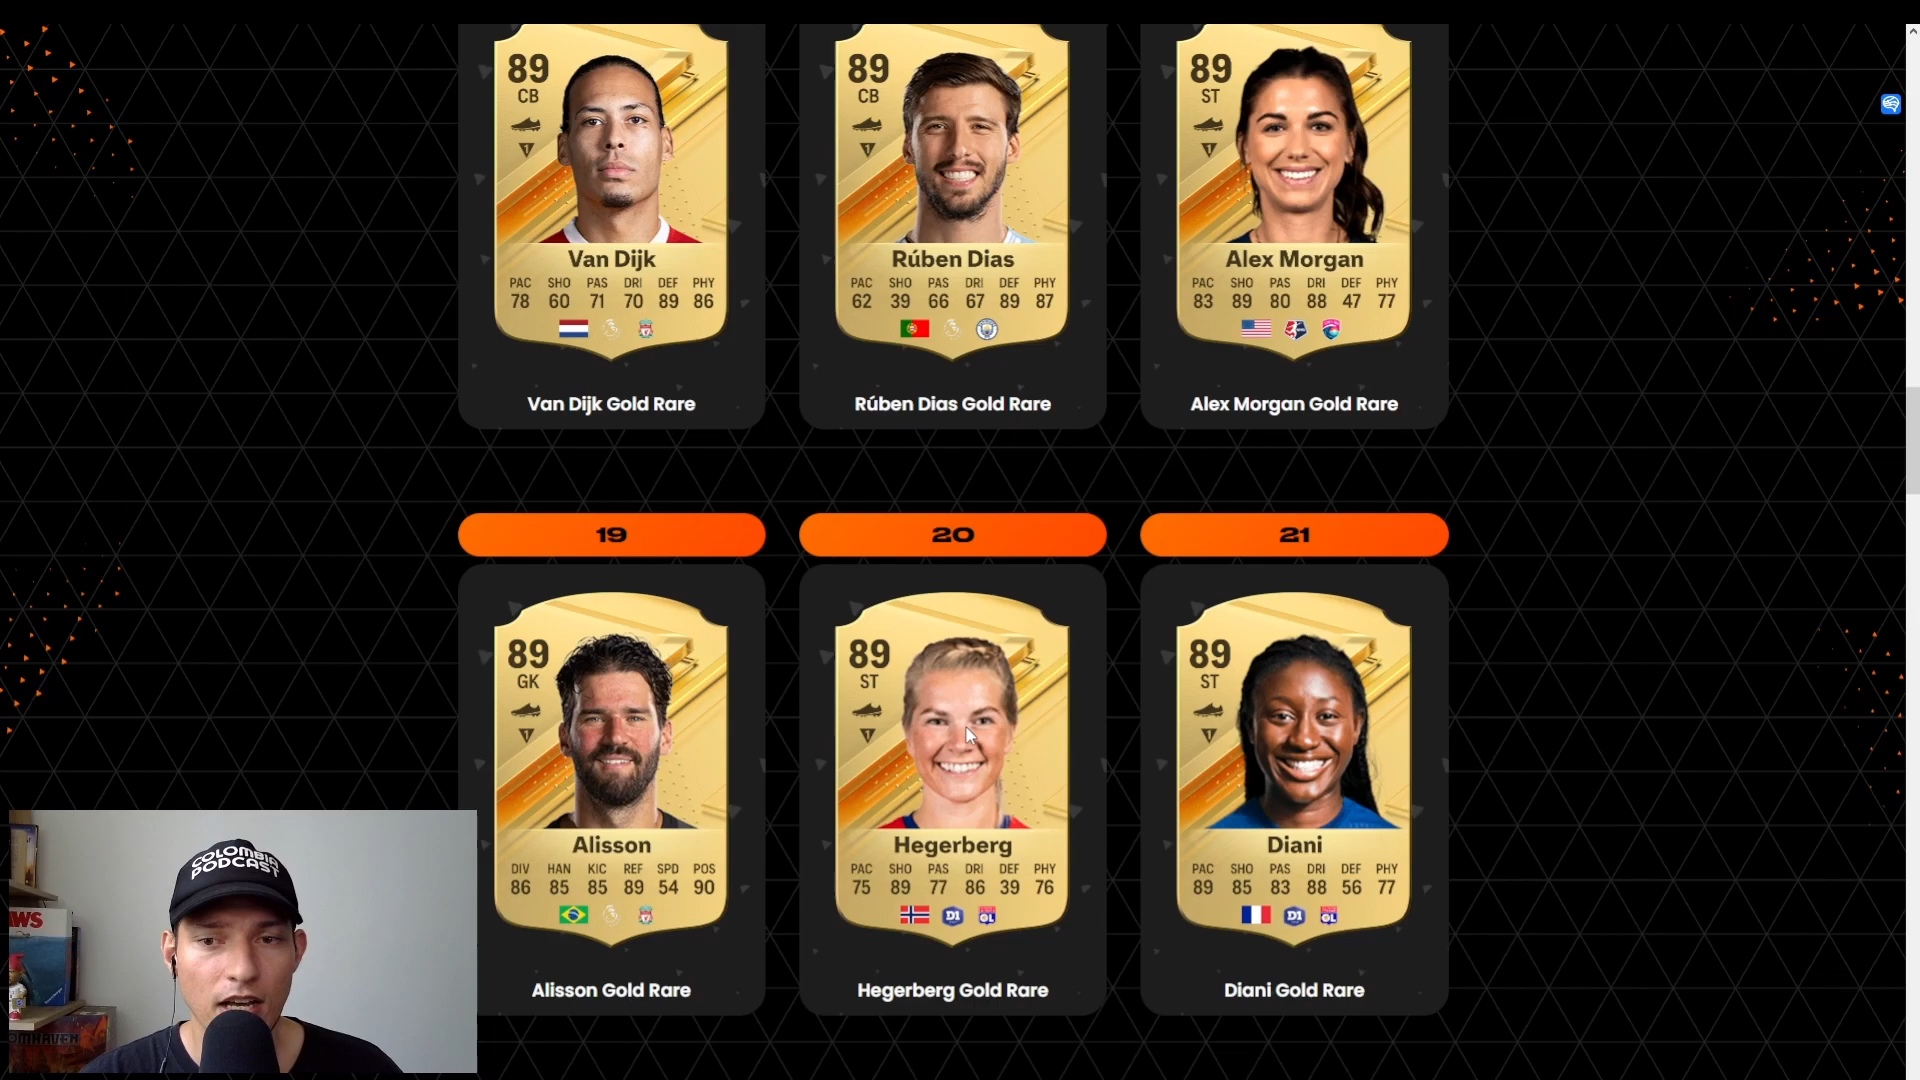 89 89 89
CB CB ST
Van Dijk Rúben Dias Alex Morgan
PAC SHO PAS DRI DEF PHY PAC SHO PAS DRI DEF PHY PAC SHO PAS DRI DEF PHY
78 60 71 70 89 86 62 39 66 67 89 87 83 89 80 88 47 77
Van Dijk Gold Rare Rúben Dias Gold Rare Alex Morgan Gold Rare
19 20 21
89 89 89
GK ST ST
Alisson Hegerberg Diani
DIV HAN KIC REF SPD POS PAC SHO PAS DRI DEF PHY PAC SHO PAS DRI DEF PHY
86 85 85 89 54 90 75 89 77 86 39 76 89 85 83 88 56 77
D1 OL D1 OL
Alisson Gold Rare Hegerberg Gold Rare Diani Gold Rare
COLOMBIA
PODCAST